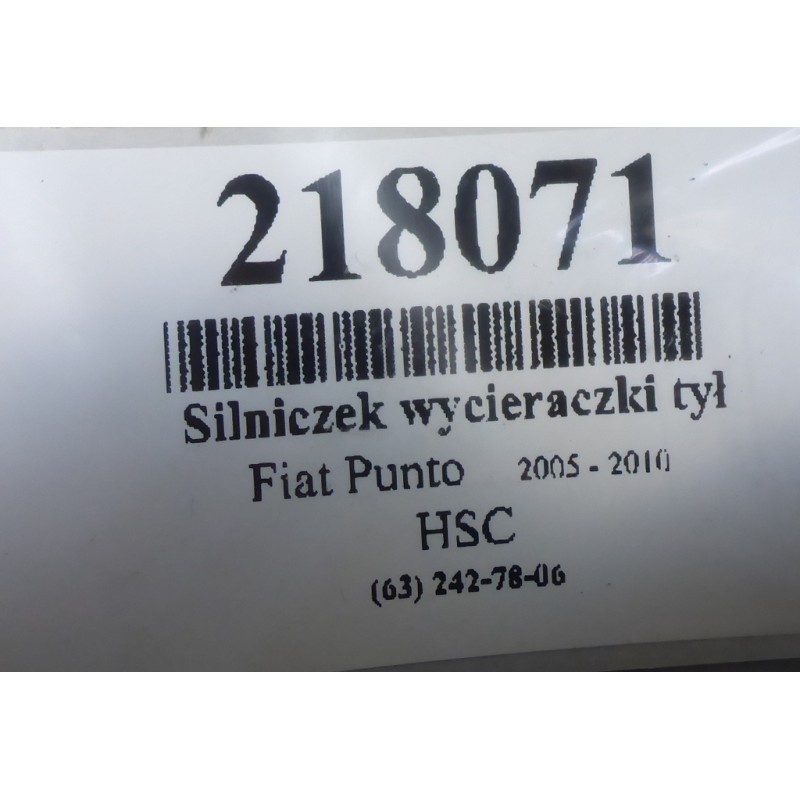 218071
Silniczek wycieraczki tył
Fiat Punto 2005 - 2010
HSC
(63) 242-78-06